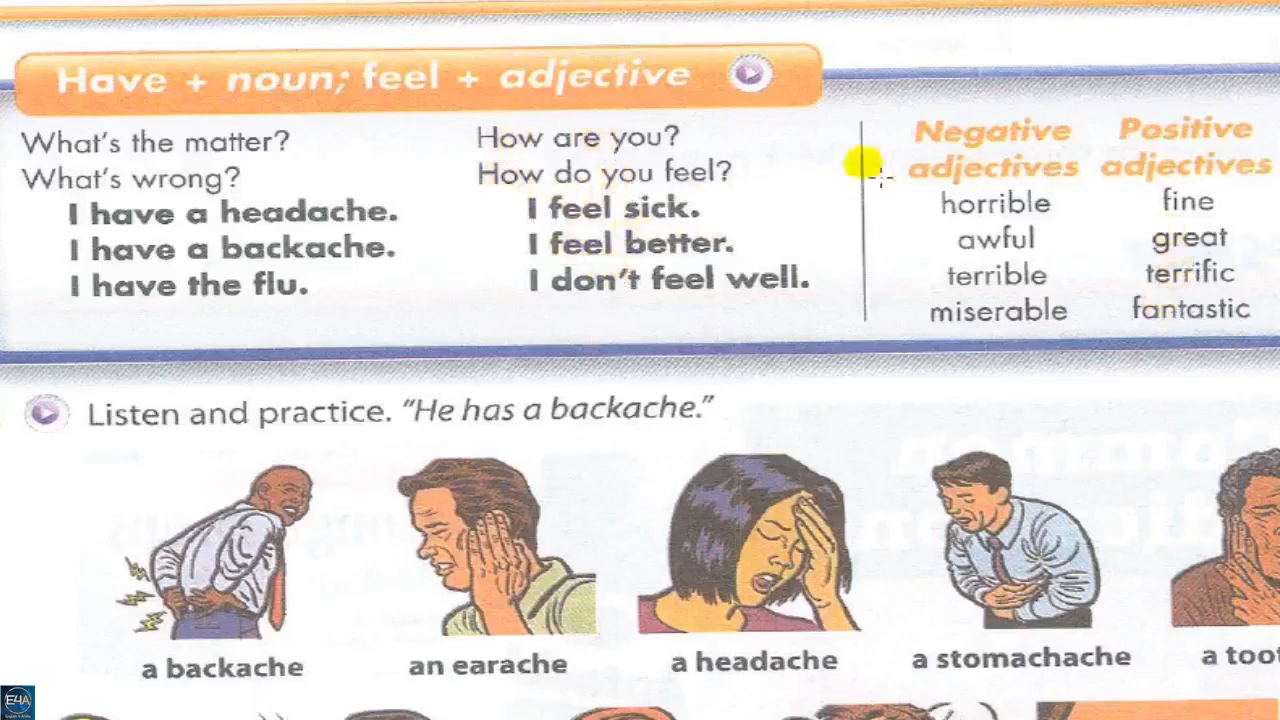 Have + noun; feel + adjective
What's the matter?
What's wrong?
I have a headache.
I have a backache.
I have the flu.
How are you?
How do you feel?
I feel sick.
I feel better.
I don't feel well.
Negative adjectives
horrible
awful
terrible
miserable
Positive adjectives
fine
great
terrific
fantastic
Listen and practice. "He has a backache."
a backache
an earache
a headache
a stomachache
a toot
E4A